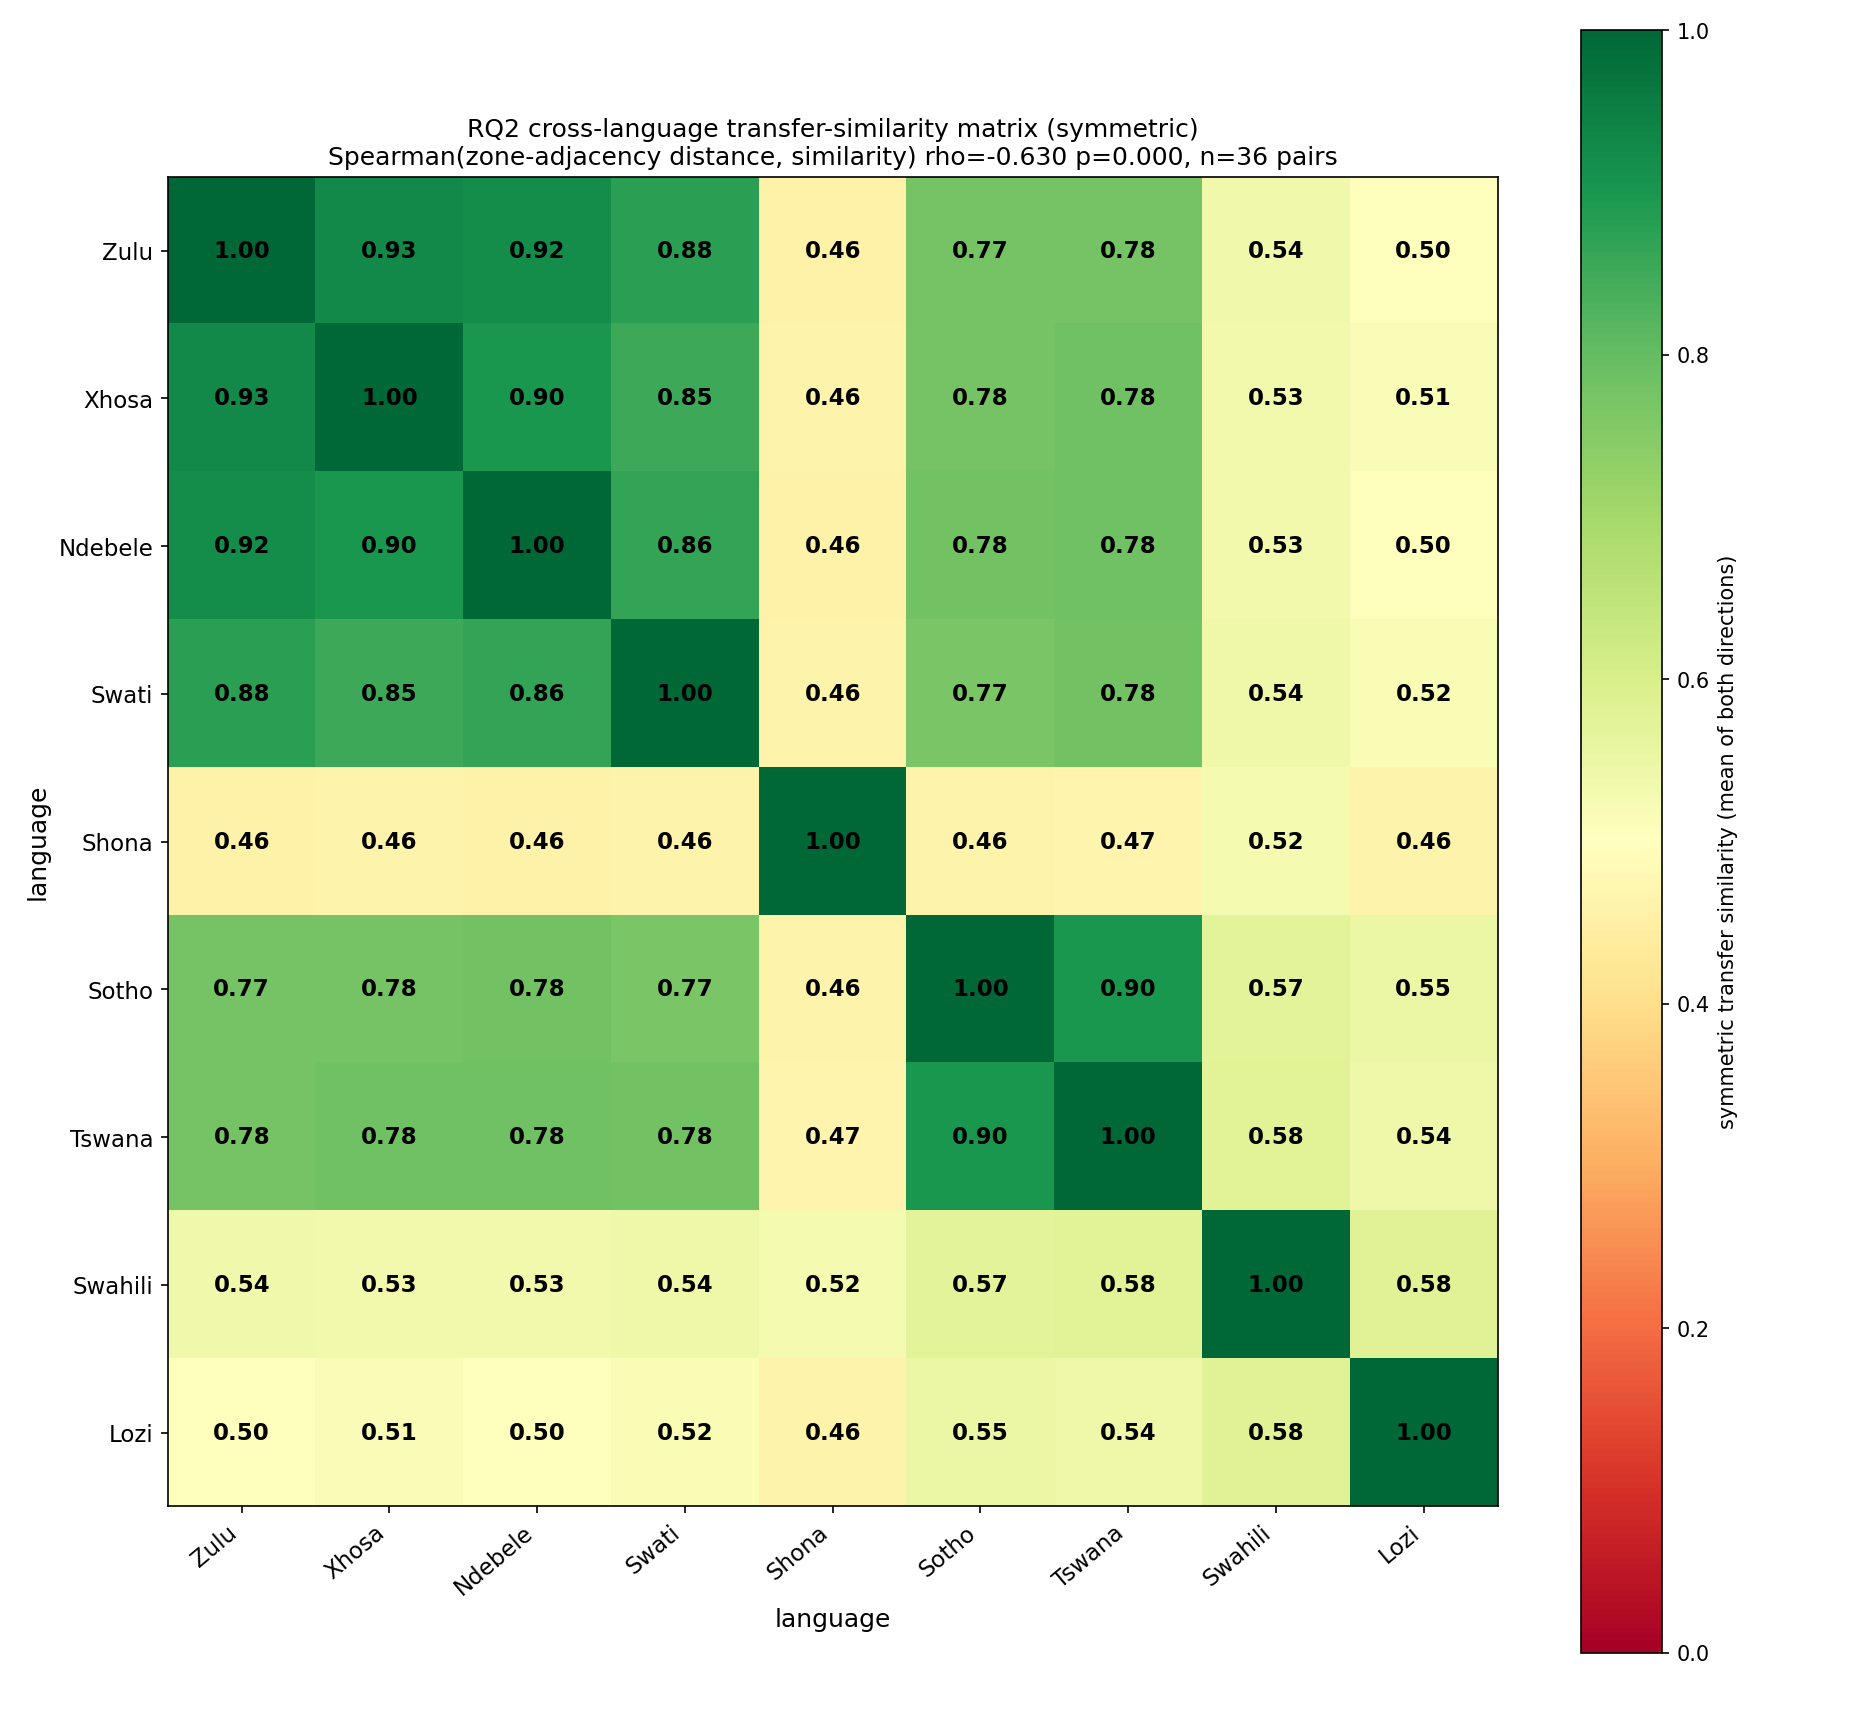 RQ2 cross-language transfer-similarity matrix (symmetric)
Spearman(zone-adjacency distance, similarity) rho=-0.630 p=0.000, n=36 pairs
Zulu 1.00 0.93 0.92 0.88 0.46 0.77 0.78 0.54 0.50
Xhosa 0.93 1.00 0.90 0.85 0.46 0.78 0.78 0.53 0.51
Ndebele 0.92 0.90 1.00 0.86 0.46 0.78 0.78 0.53 0.50
Swati 0.88 0.85 0.86 1.00 0.46 0.77 0.78 0.54 0.52
Shona 0.46 0.46 0.46 0.46 1.00 0.46 0.47 0.52 0.46
Sotho 0.77 0.78 0.78 0.77 0.46 1.00 0.90 0.57 0.55
Tswana 0.78 0.78 0.78 0.78 0.47 0.90 1.00 0.58 0.54
Swahili 0.54 0.53 0.53 0.54 0.52 0.57 0.58 1.00 0.58
Lozi 0.50 0.51 0.50 0.52 0.46 0.55 0.54 0.58 1.00
Zulu Xhosa Ndebele Swati Shona Sotho Tswana Swahili Lozi
language
language
1.0
0.8
0.6
0.4
0.2
0.0
symmetric transfer similarity (mean of both directions)